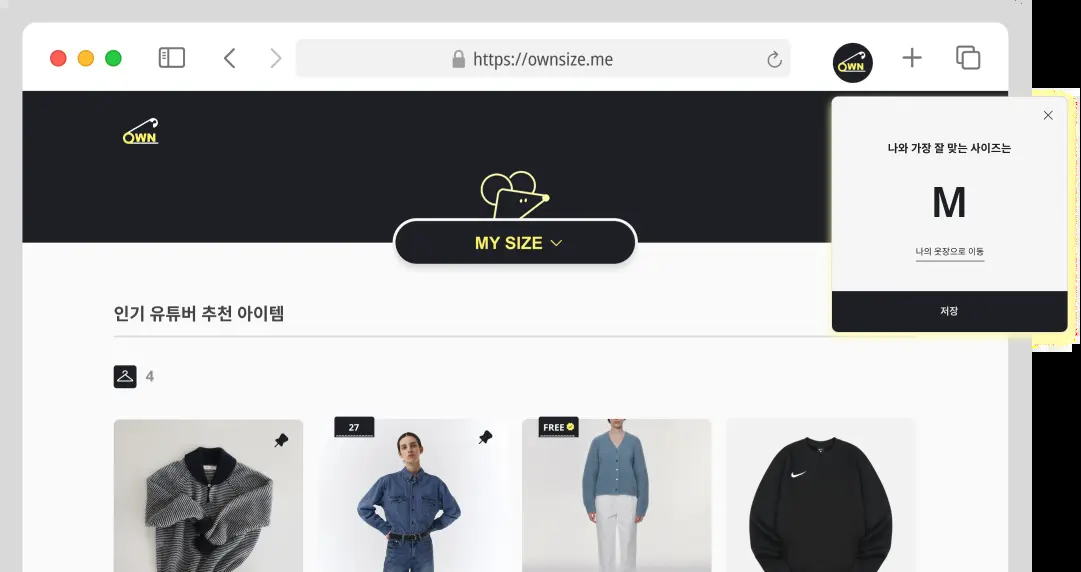 https://ownsize.me
OWN
OWN
나와 가장 잘 맞는 사이즈는
M
나의 옷장으로 이동
저장
MY SIZE
인기 유튜버 추천 아이템
4
27
FREE